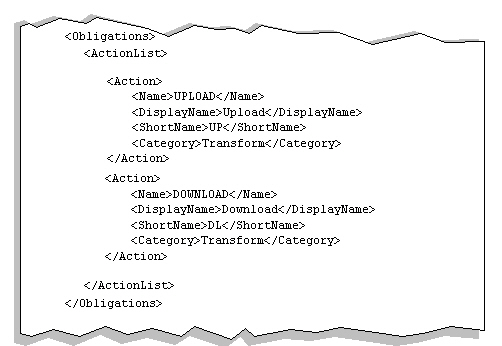 <Obligations>
<ActionList>
<Action>
<Name>UPLOAD</Name>
<DisplayName>Upload</DisplayName>
<ShortName>UP</ShortName>
<Category>Transform</Category>
</Action>
<Action>
<Name>DOWNLOAD</Name>
<DisplayName>Download</DisplayName>
<ShortName>DL</ShortName>
<Category>Transform</Category>
</Action>
</ActionList>
</Obligations>